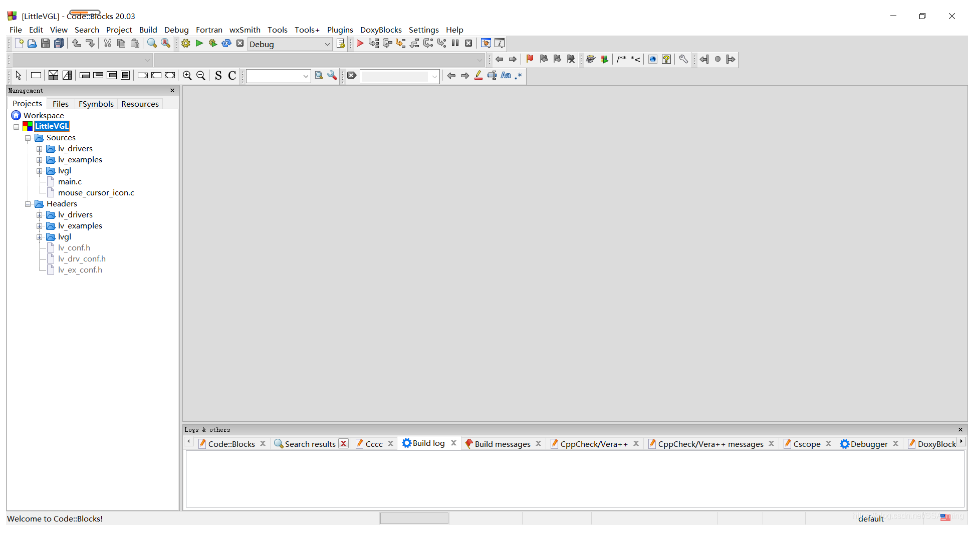 [LittleVGL] - Code::Blocks 20.03
File Edit View Search Project Build Debug Fortran wxSmith Tools Tools+ Plugins DoxyBlocks Settings Help
Debug
S C
Management
Projects Files FSymbols Resources
Workspace
LittleVGL
Sources
lv_drivers
lv_examples
lvgl
main.c
mouse_cursor_icon.c
Headers
lv_drivers
lv_examples
lvgl
lv_conf.h
lv_drv_conf.h
lv_ex_conf.h
Logs & others
Code::Blocks Search results Cccc Build log Build messages CppCheck/Vera++ CppCheck/Vera++ messages Cscope Debugger DoxyBlock
Welcome to Code::Blocks! default